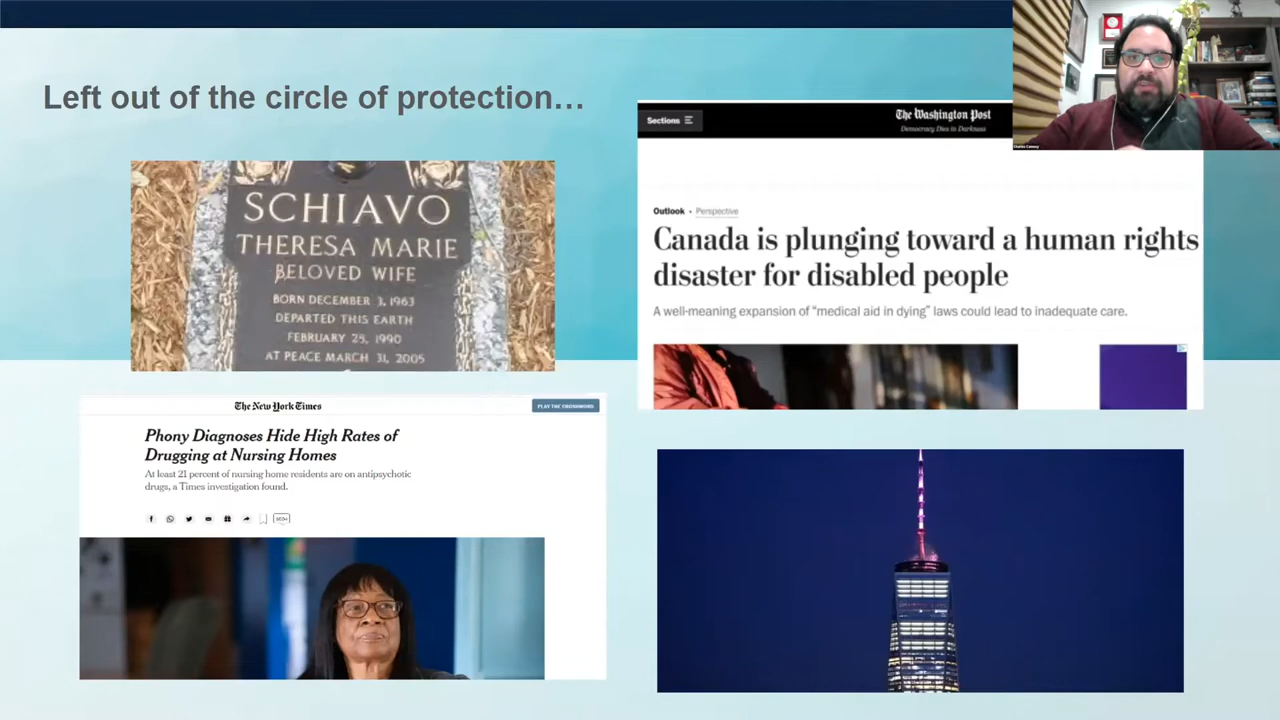 Left out of the circle of protection…
SCHIAVO
THERESA MARIE
BELOVED WIFE
BORN DECEMBER 3, 1963
DEPARTED THIS EARTH
FEBRUARY 25, 1990
AT PEACE MARCH 31, 2005
Sections
The Washington Post
Democracy Dies in Darkness
Outlook • Perspective
Canada is plunging toward a human rights
disaster for disabled people
A well-meaning expansion of “medical aid in dying” laws could lead to inadequate care.
The New York Times
PLAY THE CROSSWORD
Phony Diagnoses Hide High Rates of
Drugging at Nursing Homes
At least 21 percent of nursing home residents are on antipsychotic
drugs, a Times investigation found.